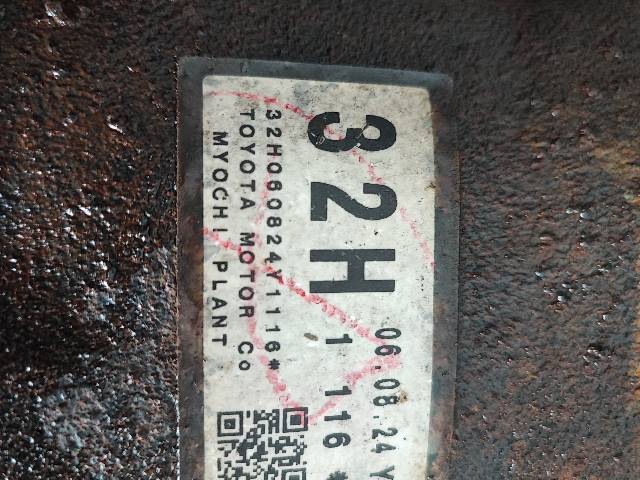 32H
06.08.24 Y
1 116 *
32H060824Y1116*
TOYOTA MOTOR Co
MYOCHI PLANT